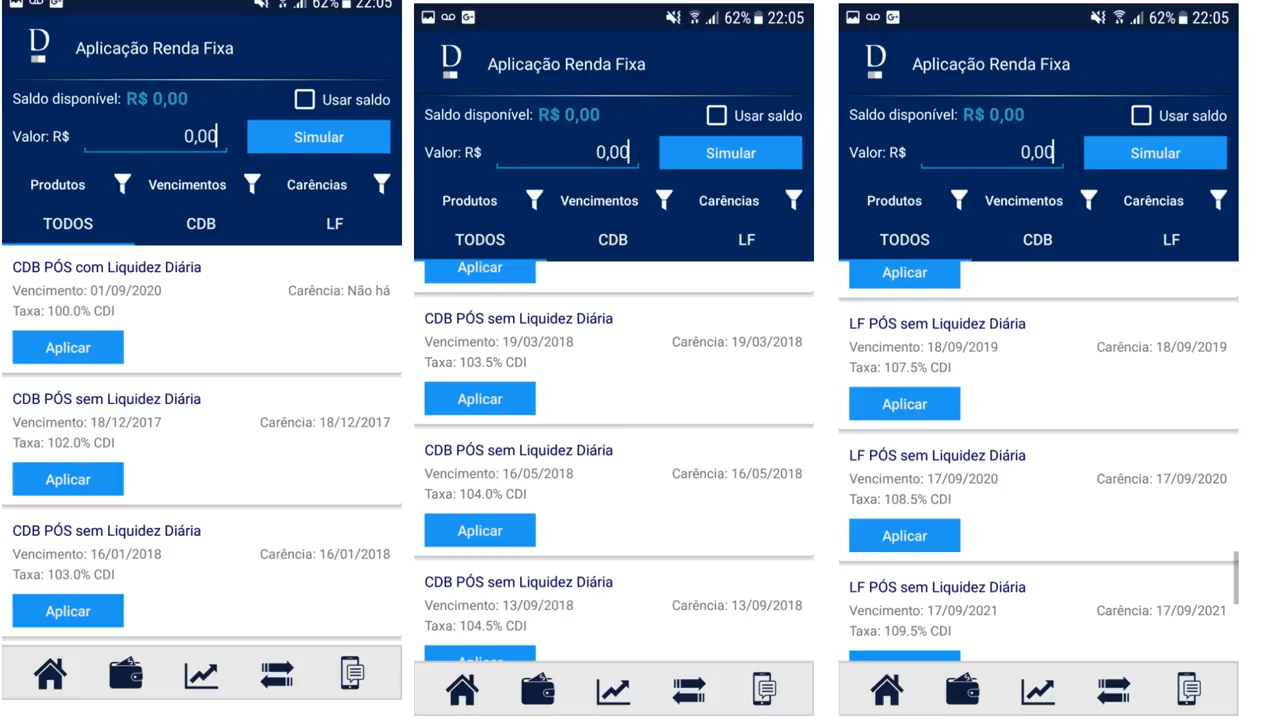 62% 22:05
D
Aplicação Renda Fixa
Saldo disponível: R$ 0,00
Usar saldo
Valor: R$ 0,00
Simular
Produtos Vencimentos Carências
TODOS CDB LF
CDB PÓS com Liquidez Diária
Vencimento: 01/09/2020 Carência: Não há
Taxa: 100.0% CDI
Aplicar
CDB PÓS sem Liquidez Diária
Vencimento: 18/12/2017 Carência: 18/12/2017
Taxa: 102.0% CDI
Aplicar
CDB PÓS sem Liquidez Diária
Vencimento: 16/01/2018 Carência: 16/01/2018
Taxa: 103.0% CDI
Aplicar
G+ 62% 22:05
D
Aplicação Renda Fixa
Saldo disponível: R$ 0,00
Usar saldo
Valor: R$ 0,00
Simular
Produtos Vencimentos Carências
TODOS CDB LF
Aplicar
CDB PÓS sem Liquidez Diária
Vencimento: 19/03/2018 Carência: 19/03/2018
Taxa: 103.5% CDI
Aplicar
CDB PÓS sem Liquidez Diária
Vencimento: 16/05/2018 Carência: 16/05/2018
Taxa: 104.0% CDI
Aplicar
CDB PÓS sem Liquidez Diária
Vencimento: 13/09/2018 Carência: 13/09/2018
Taxa: 104.5% CDI
Aplicar
G+ 62% 22:05
D
Aplicação Renda Fixa
Saldo disponível: R$ 0,00
Usar saldo
Valor: R$ 0,00
Simular
Produtos Vencimentos Carências
TODOS CDB LF
Aplicar
LF PÓS sem Liquidez Diária
Vencimento: 18/09/2019 Carência: 18/09/2019
Taxa: 107.5% CDI
Aplicar
LF PÓS sem Liquidez Diária
Vencimento: 17/09/2020 Carência: 17/09/2020
Taxa: 108.5% CDI
Aplicar
LF PÓS sem Liquidez Diária
Vencimento: 17/09/2021 Carência: 17/09/2021
Taxa: 109.5% CDI